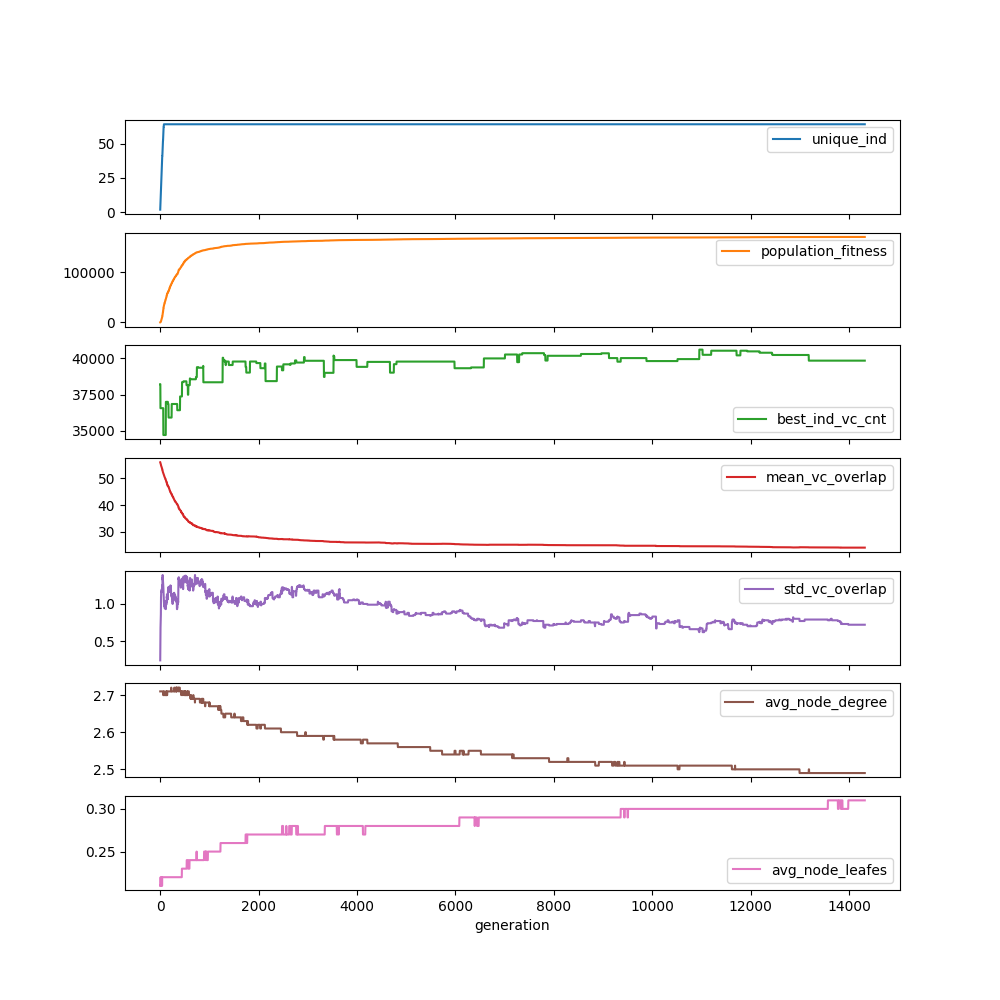 50
25
0
unique_ind
100000
0
population_fitness
40000
37500
35000
best_ind_vc_cnt
50
40
30
mean_vc_overlap
1.0
0.5
std_vc_overlap
2.7
2.6
2.5
avg_node_degree
0.30
0.25
avg_node_leafes
0 2000 4000 6000 8000 10000 12000 14000
generation